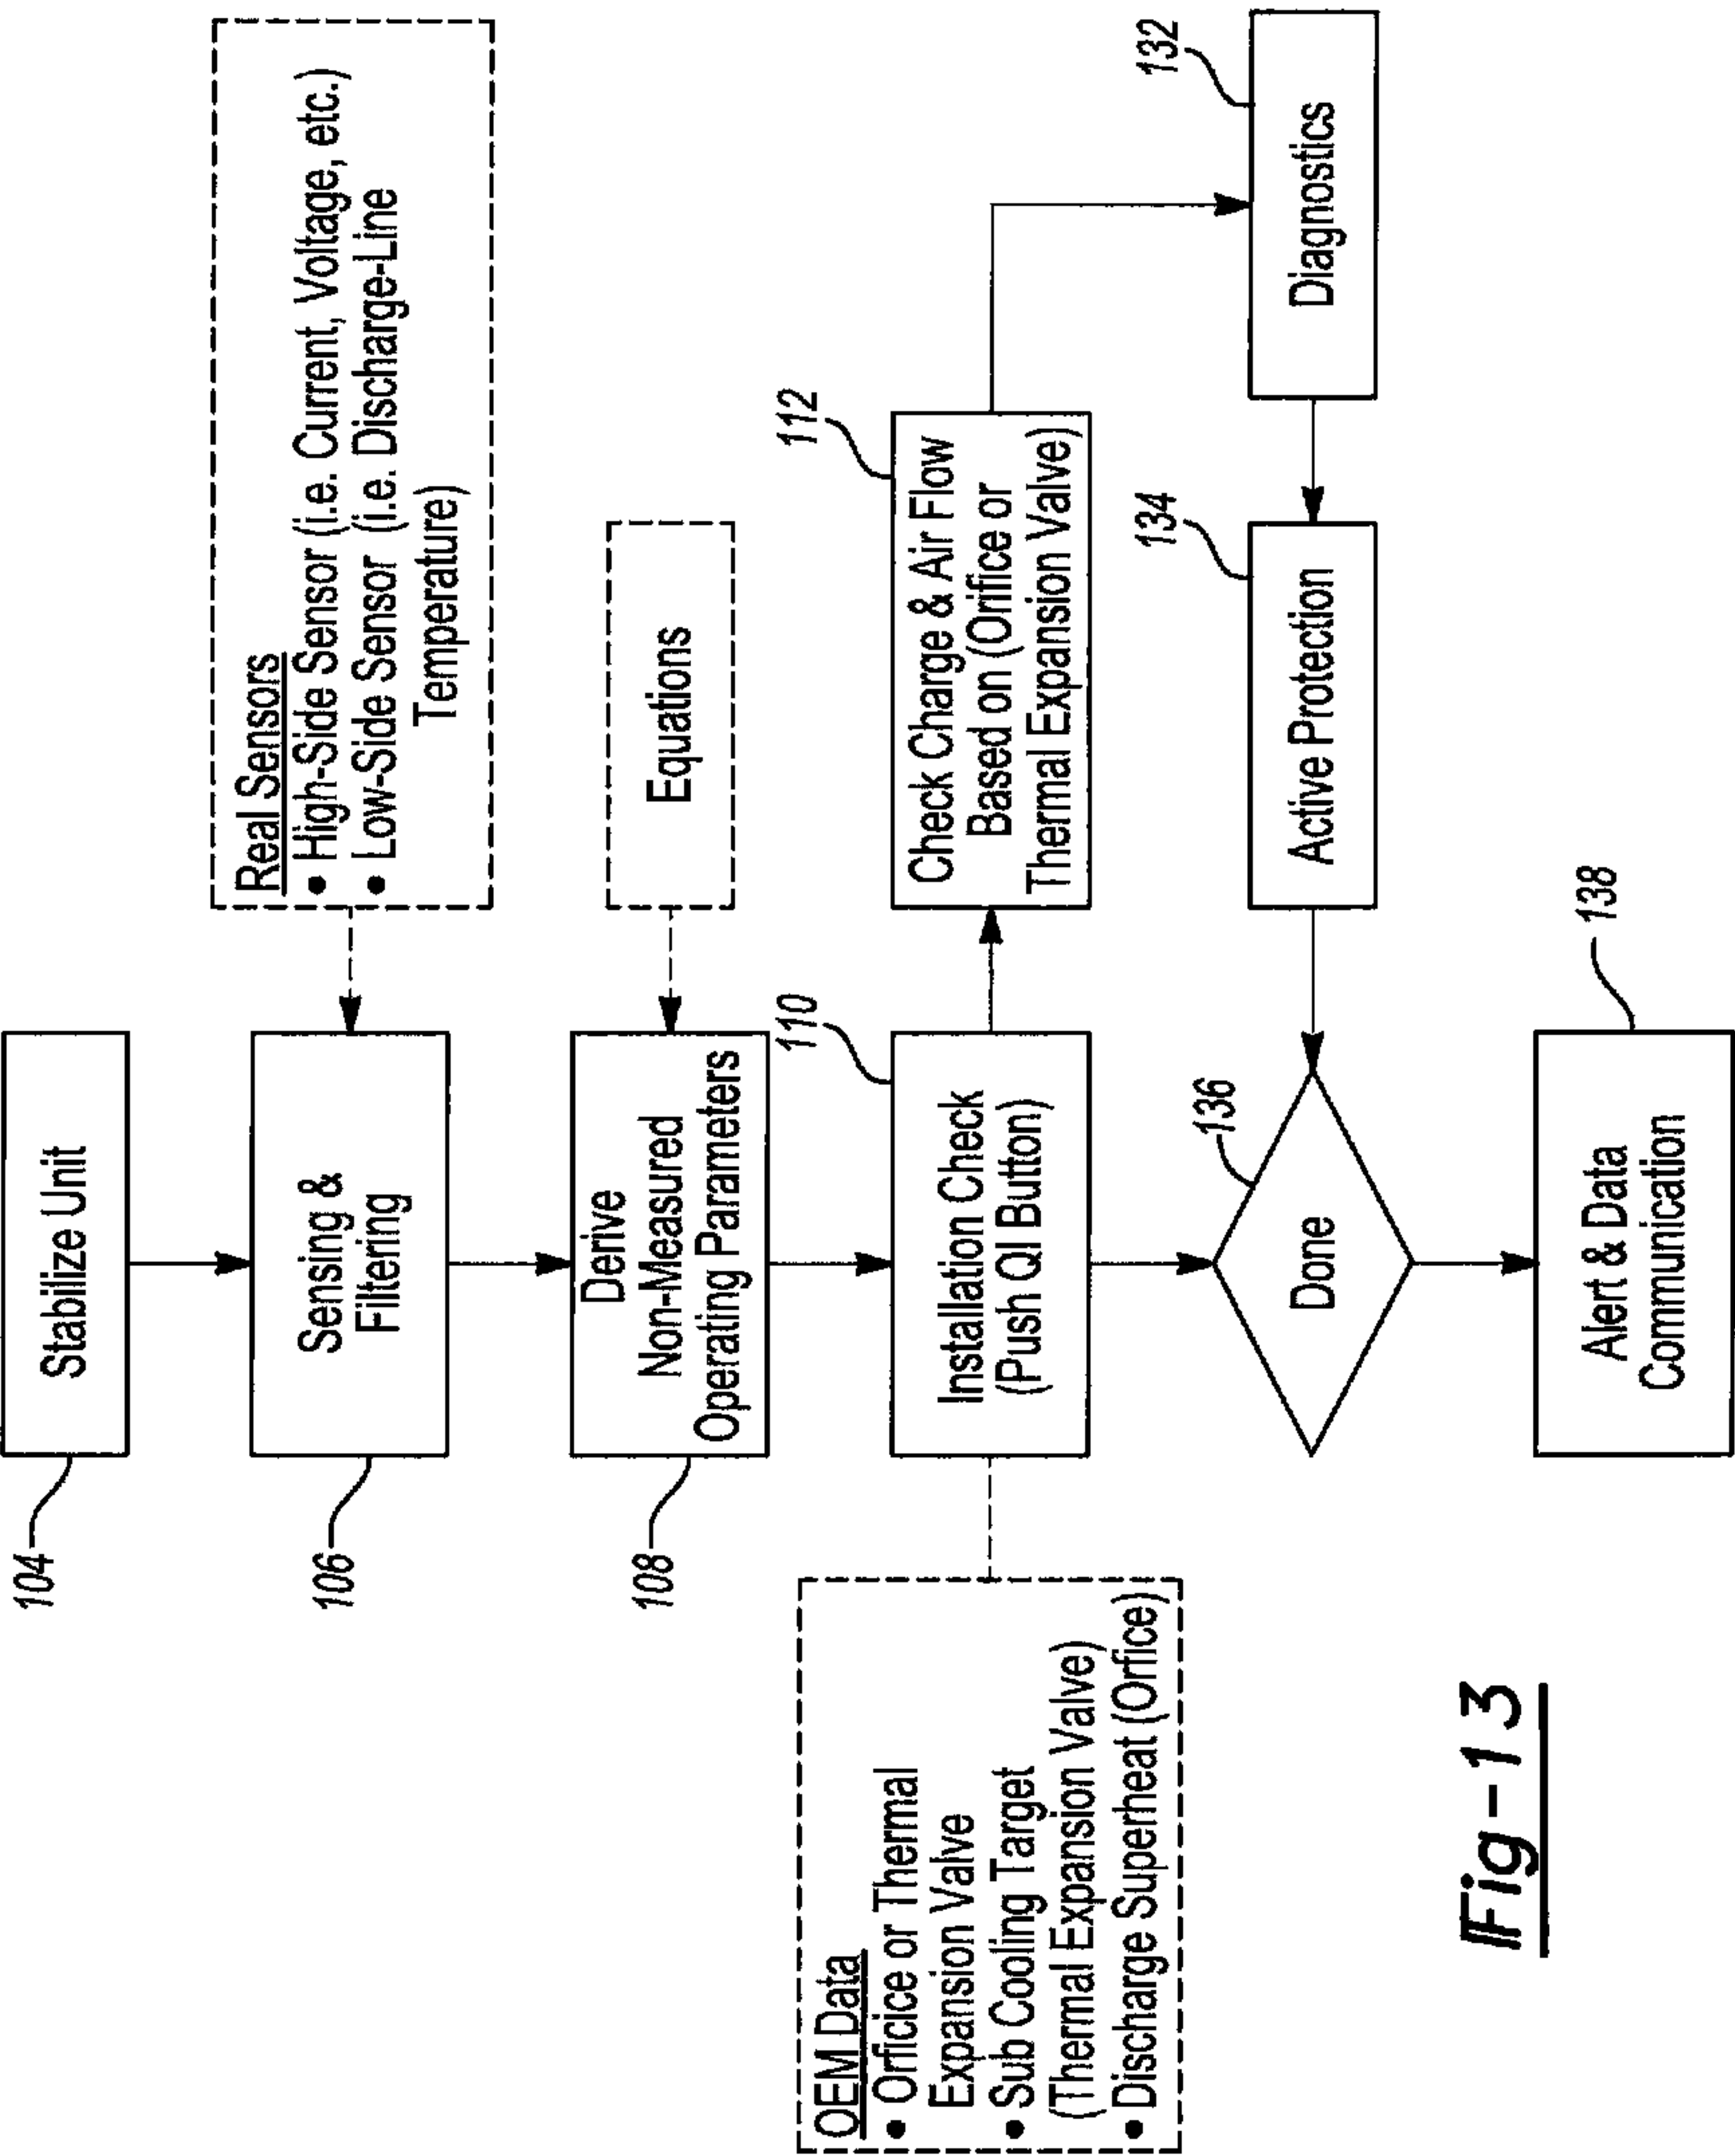 104
Stabilize Unit
Real Sensors
• High-Side Sensor (i.e. Current, Voltage, etc.)
• Low-Side Sensor (i.e. Discharge-Line
Temperature)
106
Sensing &
Filtering
Equations
108
Derive
Non-Measured
Operating Parameters
OEM Data
• Orficice or Thermal
Expansion Valve
• Sub Cooling Target
(Thermal Expansion Valve)
• Discharge Superheat (Orfice)
110
Installation Check
(Push QI Button)
112
Check Charge & Air Flow
Based on (Orifice or
Thermal Expansion Valve)
132
Diagnostics
134
Active Protection
136
Done
138
Alert & Data
Communication
Fig-13